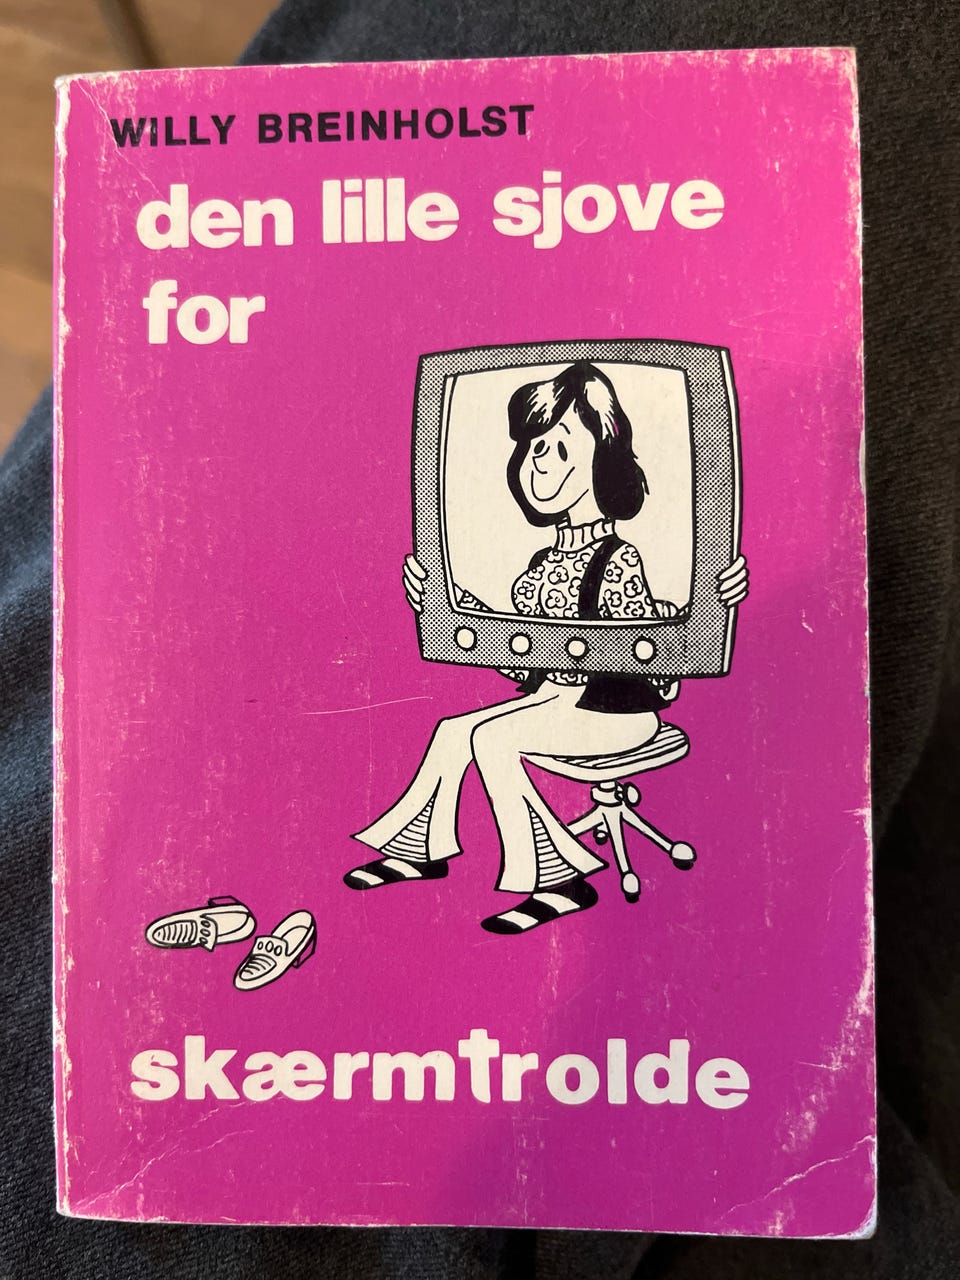 WILLY BREINHOLST
den lille sjove
for
skærmtrolde